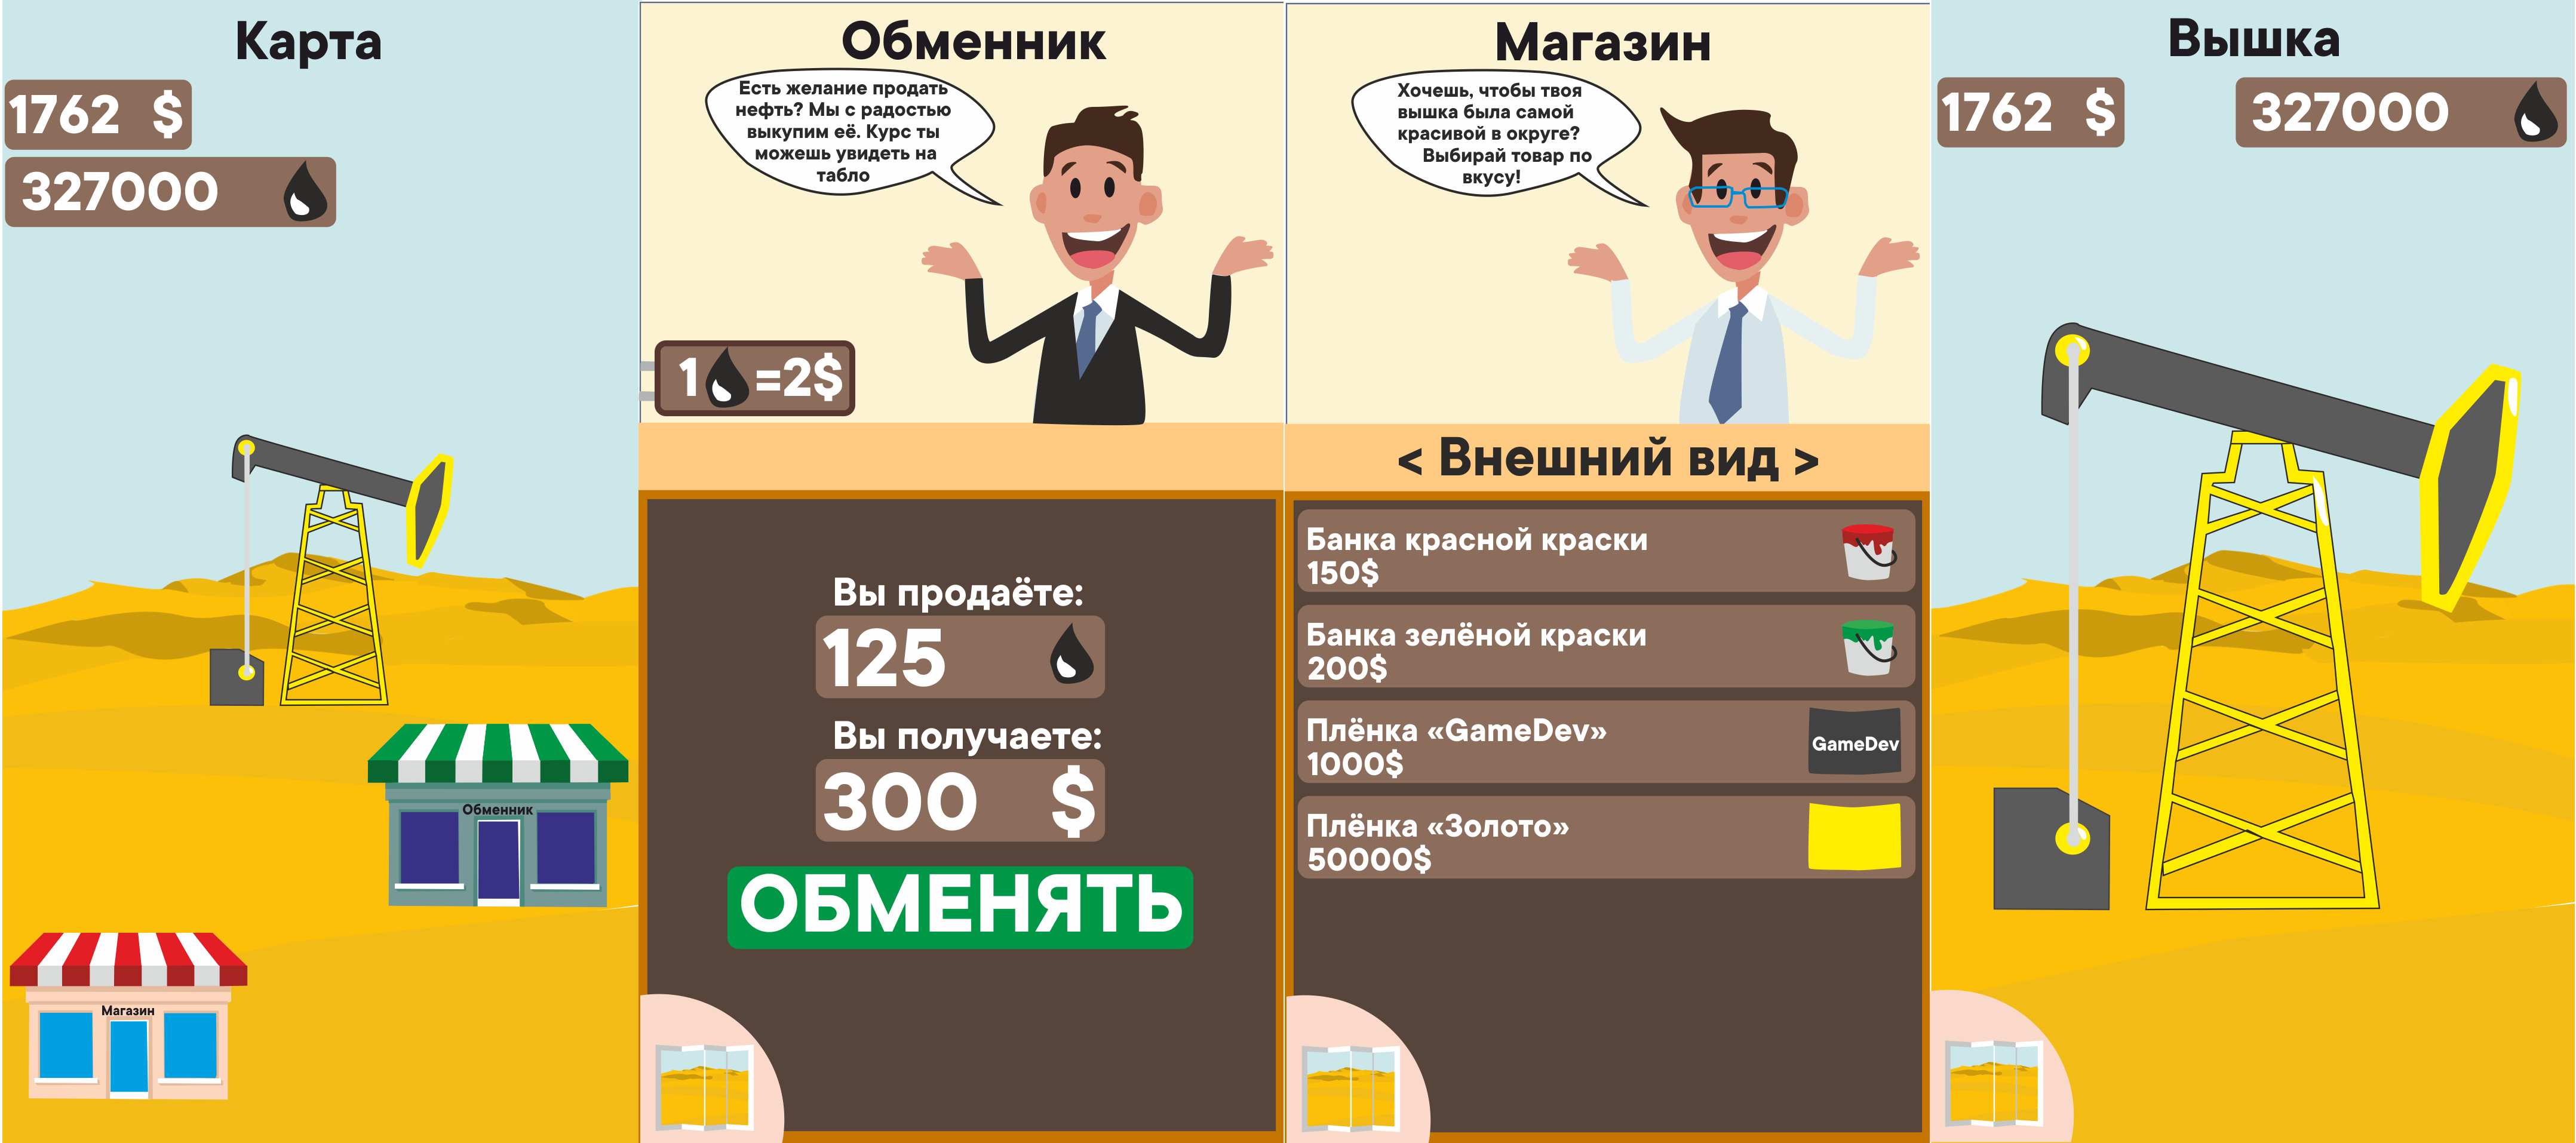 Карта
1762 $
327000
Обменник
Магазин
Обменник
Есть желание продать
нефть? Мы с радостью
выкупим её. Курс ты
можешь увидеть на
табло
1 =2$
Вы продаёте:
125
Вы получаете:
300 $
ОБМЕНЯТЬ
Магазин
Хочешь, чтобы твоя
вышка была самой
красивой в округе?
Выбирай товар по
вкусу!
< Внешний вид >
Банка красной краски
150$
Банка зелёной краски
200$
Плёнка «GameDev»
1000$
GameDev
Плёнка «Золото»
50000$
Вышка
1762 $
327000